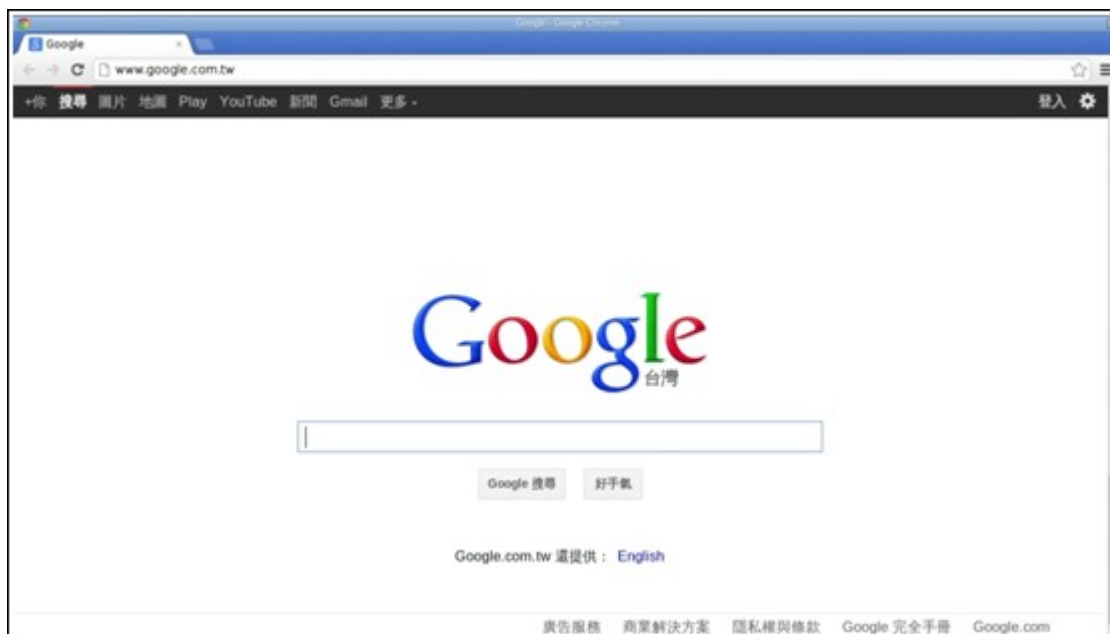 Google - Google Chrome
Google
www.google.com.tw
+你 搜尋 圖片 地圖 Play YouTube 新聞 Gmail 更多 登入
Google
台灣
Google 搜尋 好手氣
Google.com.tw 還提供： English
廣告服務 商業解決方案 隱私權與條款 Google 完全手冊 Google.com